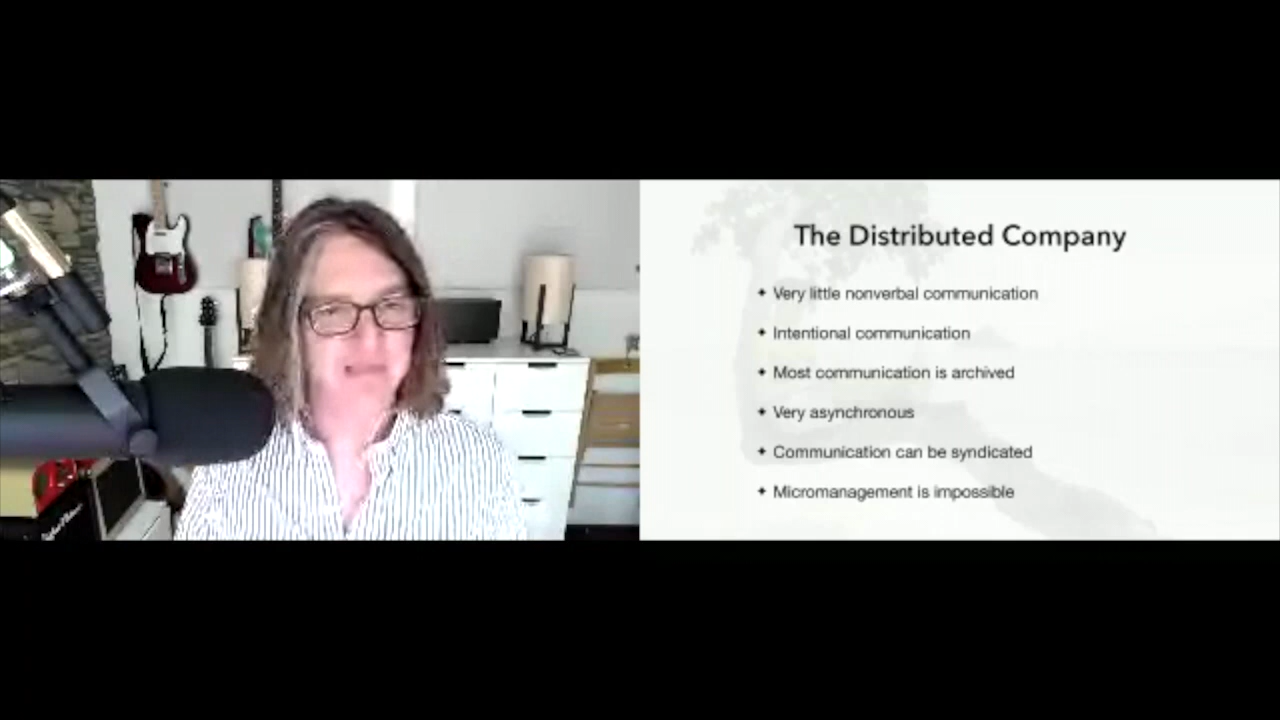 The Distributed Company
✦ Very little nonverbal communication
✦ Intentional communication
✦ Most communication is archived
✦ Very asynchronous
✦ Communication can be syndicated
✦ Micromanagement is impossible